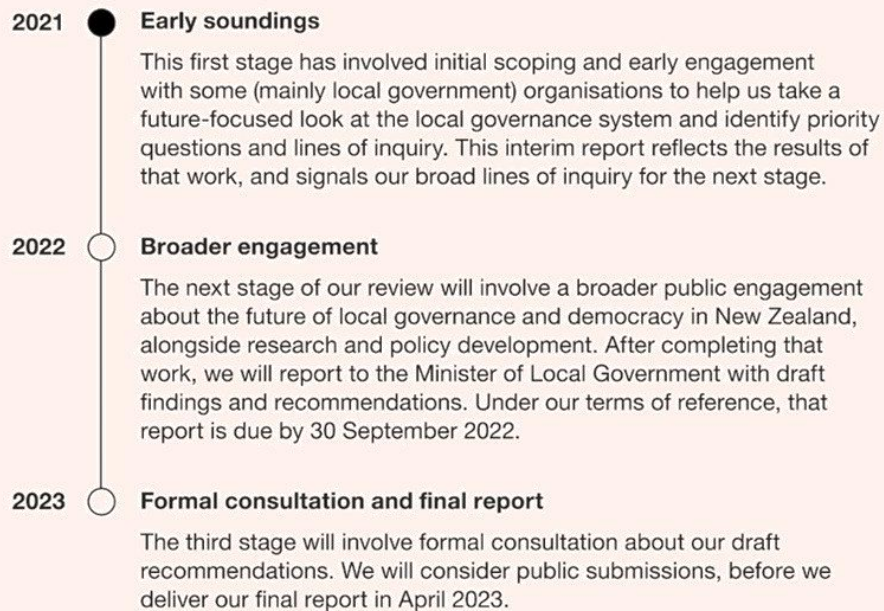 2021 Early soundings
This first stage has involved initial scoping and early engagement
with some (mainly local government) organisations to help us take a
future-focused look at the local governance system and identify priority
questions and lines of inquiry. This interim report reflects the results of
that work, and signals our broad lines of inquiry for the next stage.
2022 Broader engagement
The next stage of our review will involve a broader public engagement
about the future of local governance and democracy in New Zealand,
alongside research and policy development. After completing that
work, we will report to the Minister of Local Government with draft
findings and recommendations. Under our terms of reference, that
report is due by 30 September 2022.
2023 Formal consultation and final report
The third stage will involve formal consultation about our draft
recommendations. We will consider public submissions, before we
deliver our final report in April 2023.